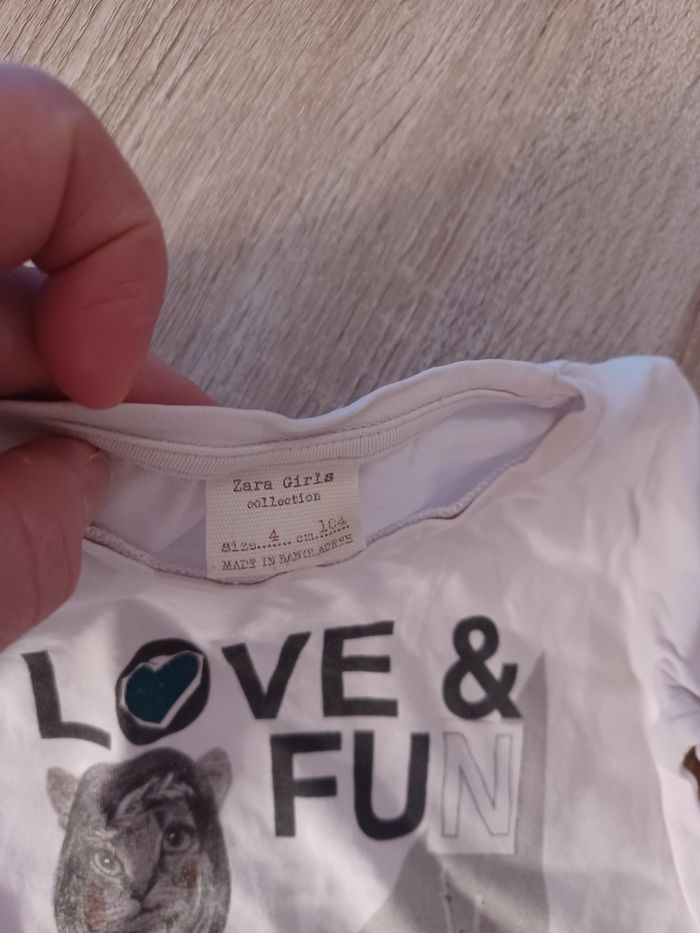 Zara Girls
collection
size..4.... cm..104..
MADE IN BANGLADESH
LOVE &
FUN